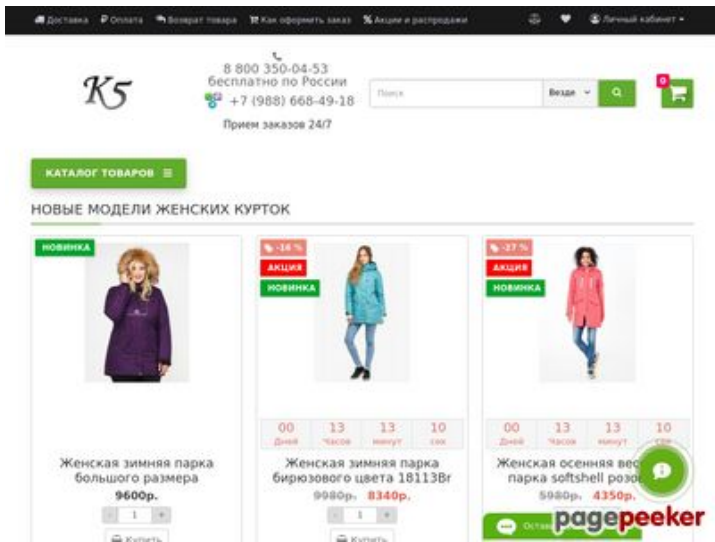 Доставка Оплата Возврат товара Как оформить заказ Акции и распродажи Личный кабинет
K5
8 800 350-04-53
бесплатно по России
+7 (988) 668-49-18
Прием заказов 24/7
Поиск
Везде
0
КАТАЛОГ ТОВАРОВ
НОВЫЕ МОДЕЛИ ЖЕНСКИХ КУРТОК
НОВИНКА
Женская зимняя парка
большого размера
9600р.
- 1 +
Купить
-16 %
АКЦИЯ
НОВИНКА
00 13 13 10
Дней Часов минут сек
Женская зимняя парка
бирюзового цвета 18113Br
9980р. 8340р.
- 1 +
Купить
-27 %
АКЦИЯ
НОВИНКА
00 13 13 10
Дней Часов минут сек
Женская осенняя вес
парка softshell розо
5980р. 4350р.
Остав
pagepeeker